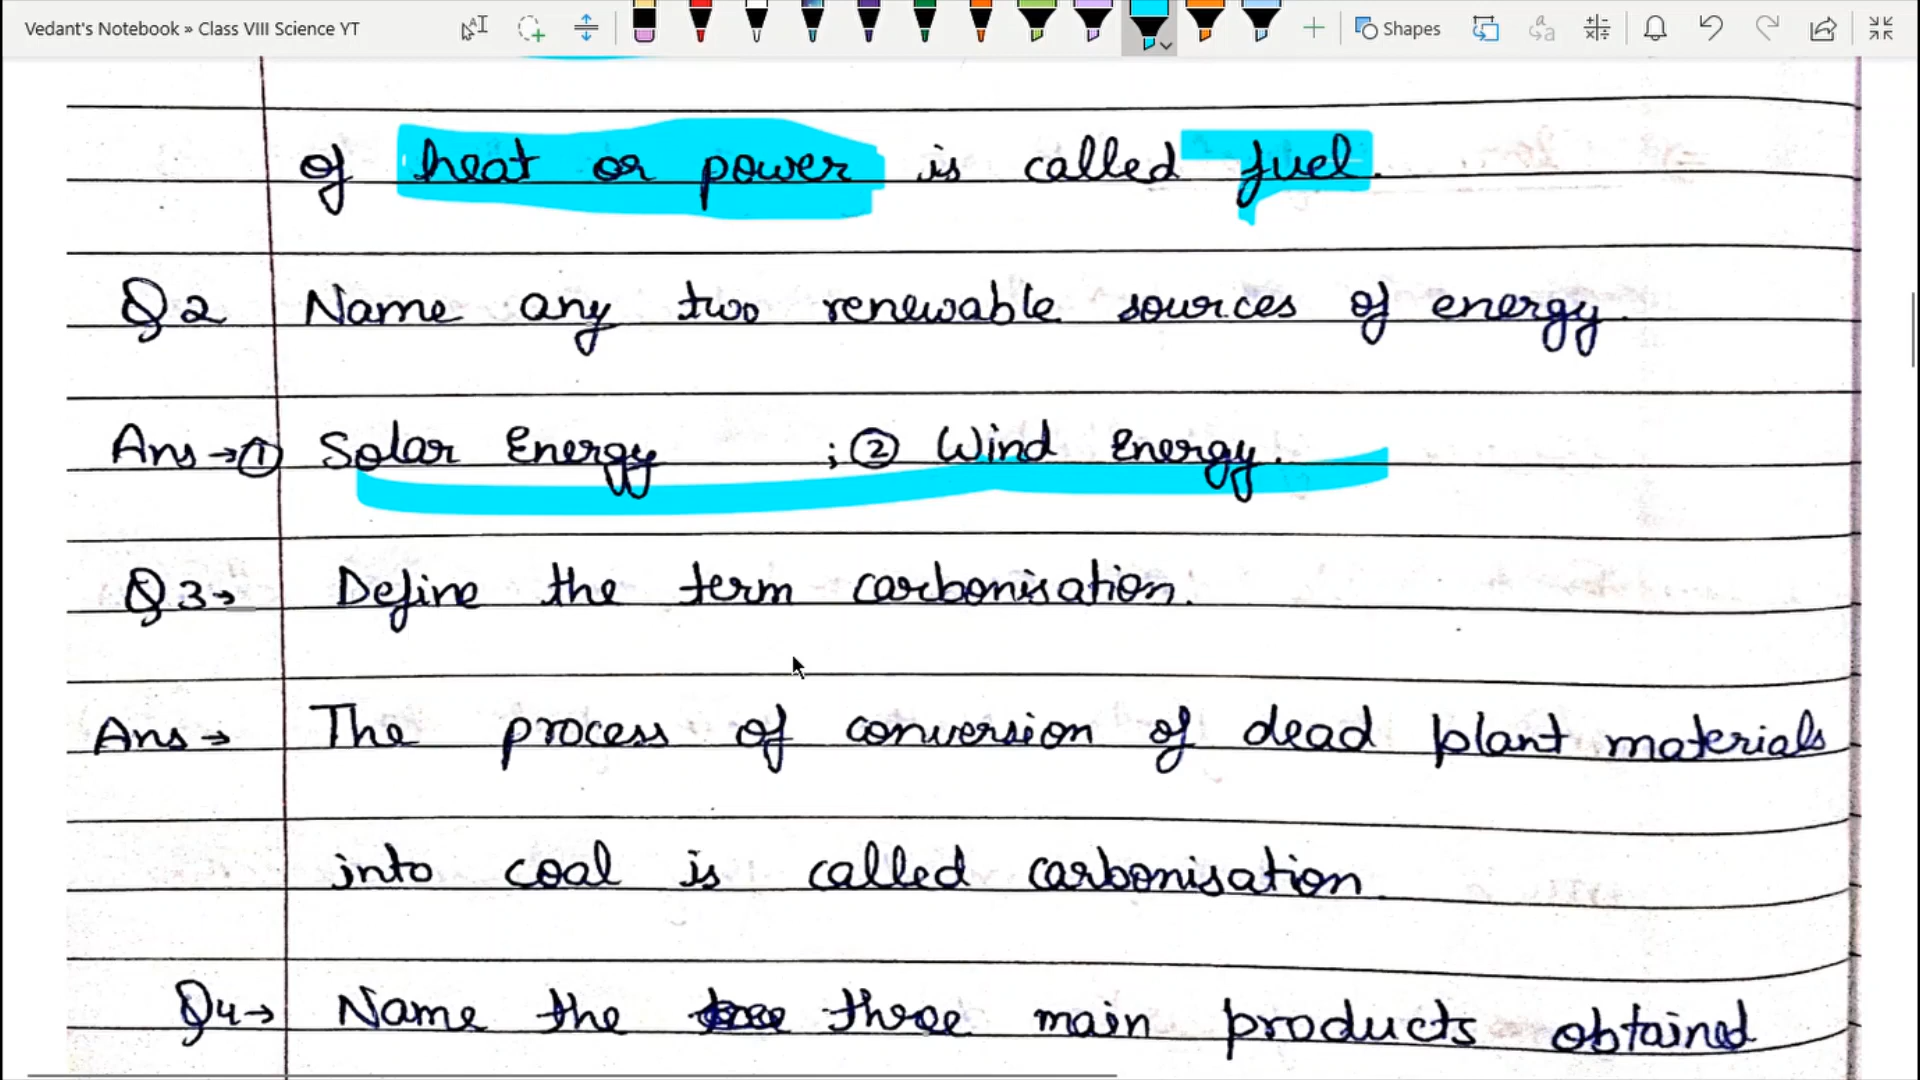 Vedant's Notebook » Class VIII Science YT
Shapes
of heat or power is called fuel.
Q2 Name any two renewable sources of energy.
Ans → ① Solar Energy ; ② Wind Energy.
Q3 → Define the term carbonisation.
Ans → The process of conversion of dead plant materials
into coal is called carbonisation.
Q4 → Name the three main products obtained